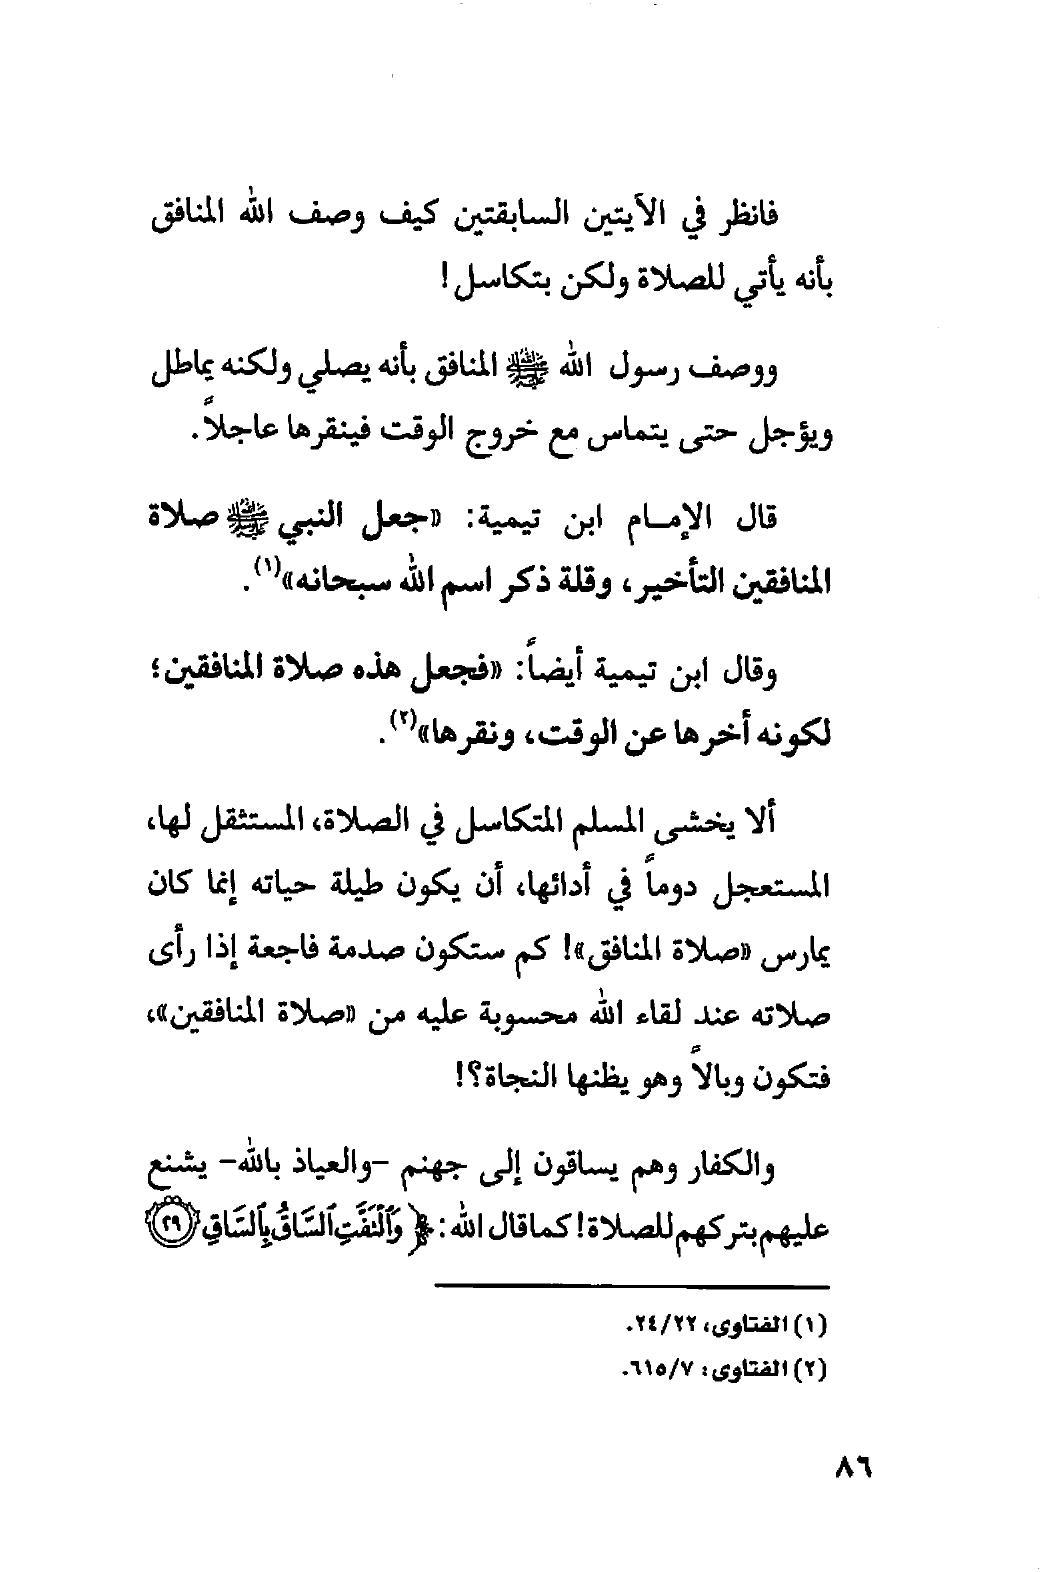 فانظر في الآيتين السابقتين كيف وصف الله المنافق
بأنه يأتي للصلاة ولكن بتكاسل!
ووصف رسول الله ﷺ المنافق بأنه يصلي ولكنه يماطل
ويؤجل حتى يتماس مع خروج الوقت فينقرها عاجلاً.
قال الإمام ابن تيمية: «جعل النبي ﷺ صلاة
المنافقين التأخير، وقلة ذكر اسم الله سبحانه»(١).
وقال ابن تيمية أيضاً: «فجعل هذه صلاة المنافقين؛
لكونه أخرها عن الوقت، ونقرها»(٢).
ألا يخشى المسلم المتكاسل في الصلاة، المستثقل لها،
المستعجل دوماً في أدائها، أن يكون طيلة حياته إنما كان
يمارس «صلاة المنافق»! كم ستكون صدمة فاجعة إذا رأى
صلاته عند لقاء الله محسوبة عليه من «صلاة المنافقين»،
فتكون وبالاً وهو يظنها النجاة؟!
والكفار وهم يساقون إلى جهنم -والعياذ بالله- يشنع
عليهم بتركهم للصلاة! كما قال الله: ﴿وَٱلْتَفَّتِ ٱلسَّاقُ بِٱلسَّاقِ ٢٩
(١) الفتاوى، ٢٤/٢٢.
(٢) الفتاوى: ٦١٥/٧.
٨٦